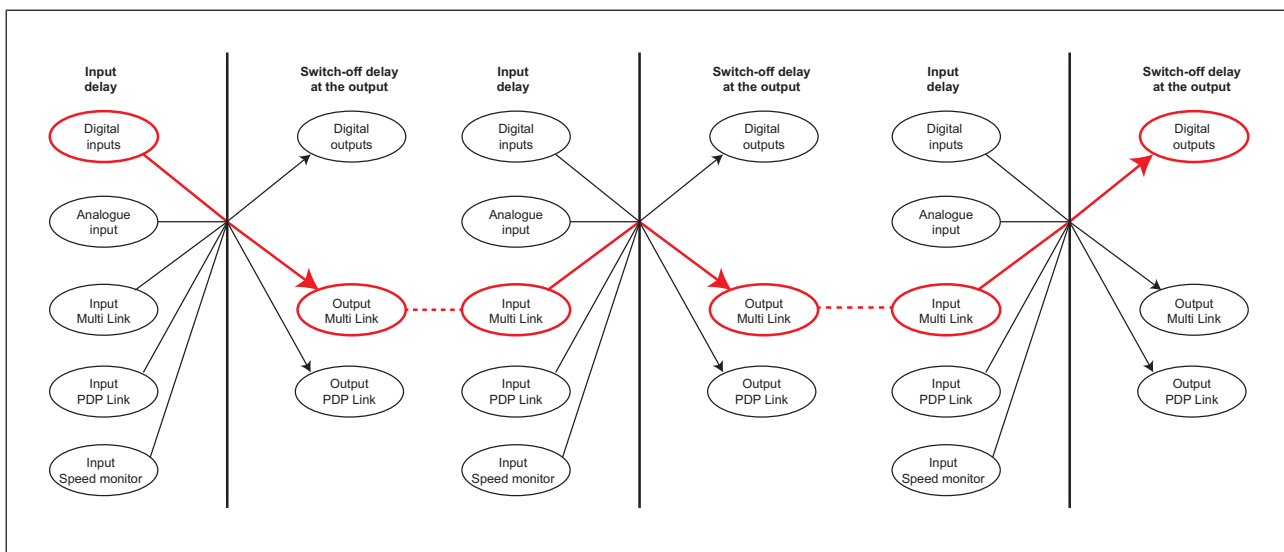 Input
delay
Digital
inputs
Analogue
input
Input
Multi Link
Input
PDP Link
Input
Speed monitor
Switch-off delay
at the output
Digital
outputs
Output
Multi Link
Output
PDP Link
Input
delay
Digital
inputs
Analogue
input
Input
Multi Link
Input
PDP Link
Input
Speed monitor
Switch-off delay
at the output
Digital
outputs
Output
Multi Link
Output
PDP Link
Input
delay
Digital
inputs
Analogue
input
Input
Multi Link
Input
PDP Link
Input
Speed monitor
Switch-off delay
at the output
Digital
outputs
Output
Multi Link
Output
PDP Link